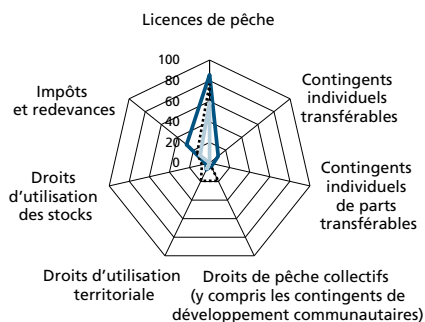 Licences de pêche
100
80
60
40
20
0
Contingents
individuels
transférables
Contingents
individuels
de parts
transférables
Droits de pêche collectifs
(y compris les contingents de
développement communautaires)
Droits d'utilisation
territoriale
Droits
d'utilisation
des stocks
Impôts
et redevances